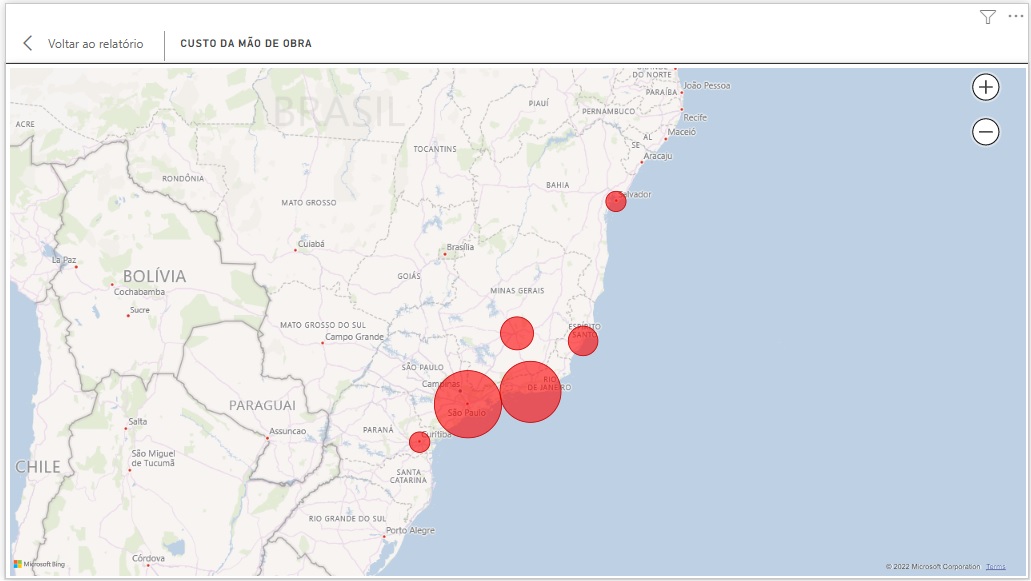 Voltar ao relatório
CUSTO DA MÃO DE OBRA
GRANDE
DO NORTE
João Pessoa
PARAÍBA
BRASIL
PIAUÍ
PERNAMBUCO
Recife
ACRE
AL
Maceió
SE
TOCANTINS
Aracaju
RONDÔNIA
BAHIA
Salvador
MATO GROSSO
Cuiabá
Brasília
La Paz
BOLÍVIA
GOIÁS
Cochabamba
MINAS GERAIS
Sucre
MATO GROSSO DO SUL
ESPÍRITO
SANTO
Campo Grande
SÃO PAULO
Campinas
RIO
DE JANEIRO
PARAGUAI
São Paulo
Salta
Assuncao
PARANÁ
Curitiba
São Miguel
de Tucumã
CHILE
SANTA
CATARINA
RIO GRANDE DO SUL
Porto Alegre
Córdova
Microsoft Bing
© 2022 Microsoft Corporation Terms